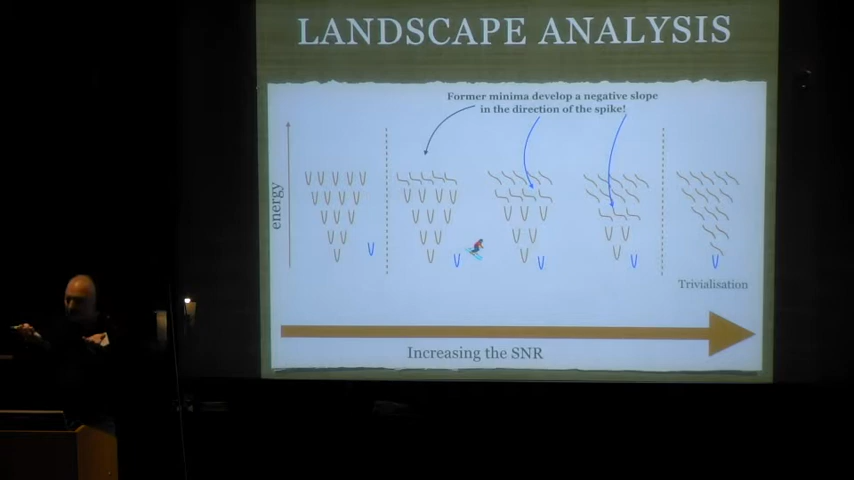 LANDSCAPE ANALYSIS
Former minima develop a negative slope
in the direction of the spike!
energy
Trivialisation
Increasing the SNR